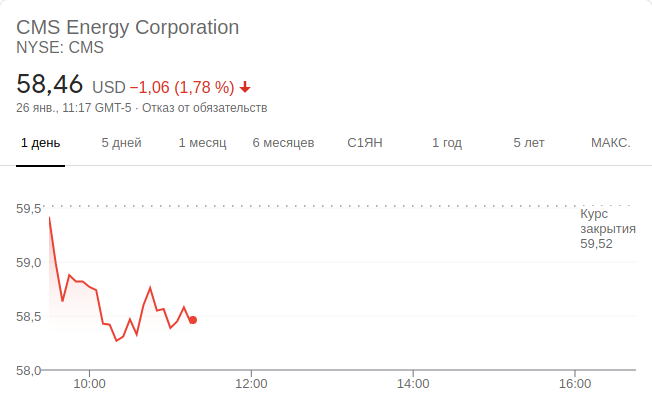 CMS Energy Corporation
NYSE: CMS
58,46 USD −1,06 (1,78 %)
26 янв., 11:17 GMT-5 · Отказ от обязательств
1 день 5 дней 1 месяц 6 месяцев С1ЯН 1 год 5 лет МАКС.
59,5
Курс
закрытия
59,52
59,0
58,5
58,0
10:00 12:00 14:00 16:00